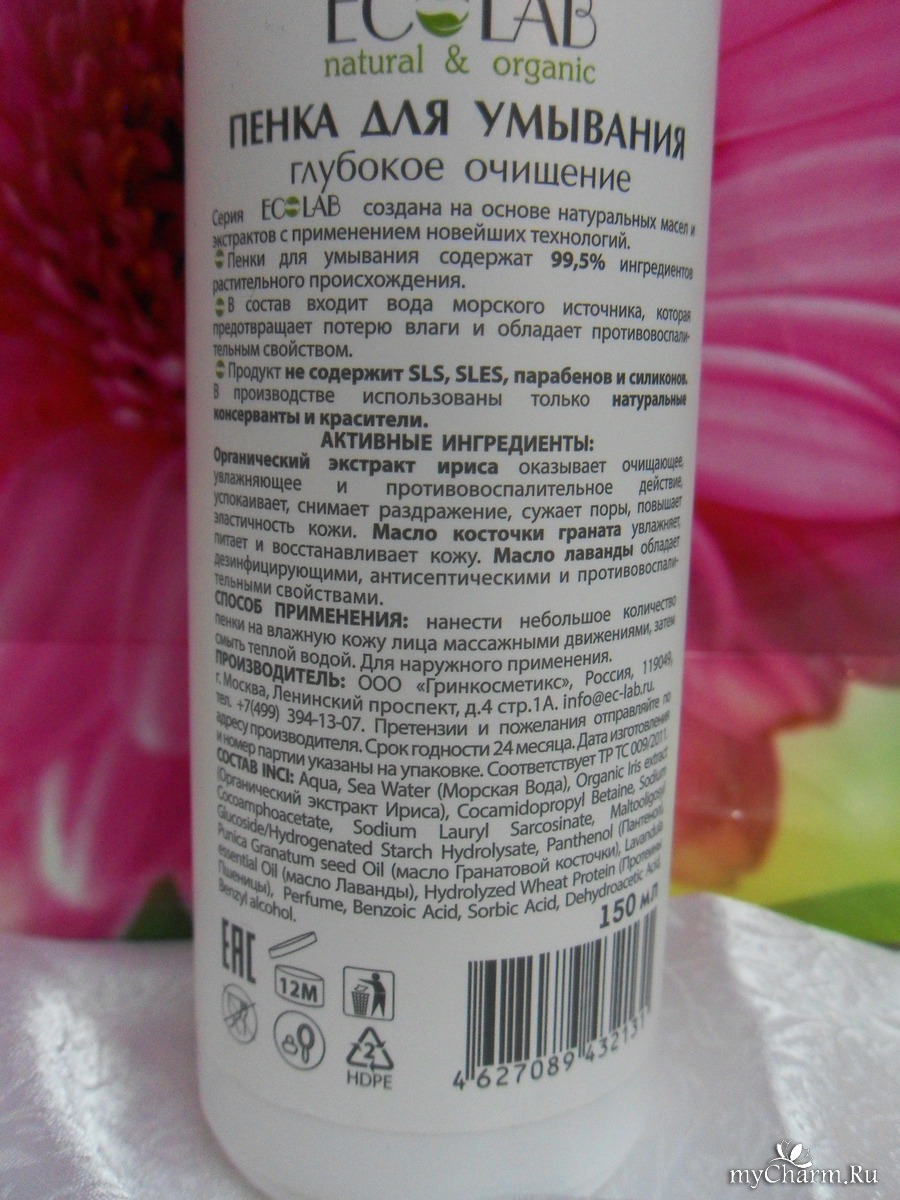 ECOLAB
natural & organic
ПЕНКА ДЛЯ УМЫВАНИЯ
глубокое очищение
Серия ECOLAB создана на основе натуральных масел и
экстрактов с применением новейших технологий.
Пенки для умывания содержат 99,5% ингредиентов
растительного происхождения.
В состав входит вода морского источника, которая
предотвращает потерю влаги и обладает противовоспали-
тельным свойством.
Продукт не содержит SLS, SLES, парабенов и силиконов.
В производстве использованы только натуральные
консерванты и красители.
АКТИВНЫЕ ИНГРЕДИЕНТЫ:
Органический экстракт ириса оказывает очищающее,
увлажняющее и противовоспалительное действие,
успокаивает, снимает раздражение, сужает поры, повышает
эластичность кожи. Масло косточки граната увлажняет,
питает и восстанавливает кожу. Масло лаванды обладает
дезинфицирующими, антисептическими и противовоспали-
тельными свойствами.
СПОСОБ ПРИМЕНЕНИЯ: нанести небольшое количество
пенки на влажную кожу лица массажными движениями, затем
смыть теплой водой. Для наружного применения.
ПРОИЗВОДИТЕЛЬ: ООО «Гринкосметикс», Россия, 119049,
г. Москва, Ленинский проспект, д.4 стр.1А. info@ec-lab.ru.
тел. +7(499) 394-13-07. Претензии и пожелания отправляйте по
адресу производителя. Срок годности 24 месяца. Дата изготовления
и номер партии указаны на упаковке. Соответствует ТР ТС 009/2011.
СОСТАВ INCI: Aqua, Sea Water (Морская Вода), Organic Iris extract
(Органический экстракт Ириса), Cocamidopropyl Betaine, Sodium
Cocoamphoacetate, Sodium Lauryl Sarcosinate, Maltooligosyl
Glucoside/Hydrogenated Starch Hydrolysate, Panthenol (Пантенол),
Punica Granatum seed Oil (масло Гранатовой косточки), Lavandula
essential Oil (масло Лаванды), Hydrolyzed Wheat Protein (Протеины
Пшеницы), Perfume, Benzoic Acid, Sorbic Acid, Dehydroacetic Acid,
Benzyl alcohol.
150 мл
EAC
12M
2
HDPE
4 627089 432131
myCharm.Ru